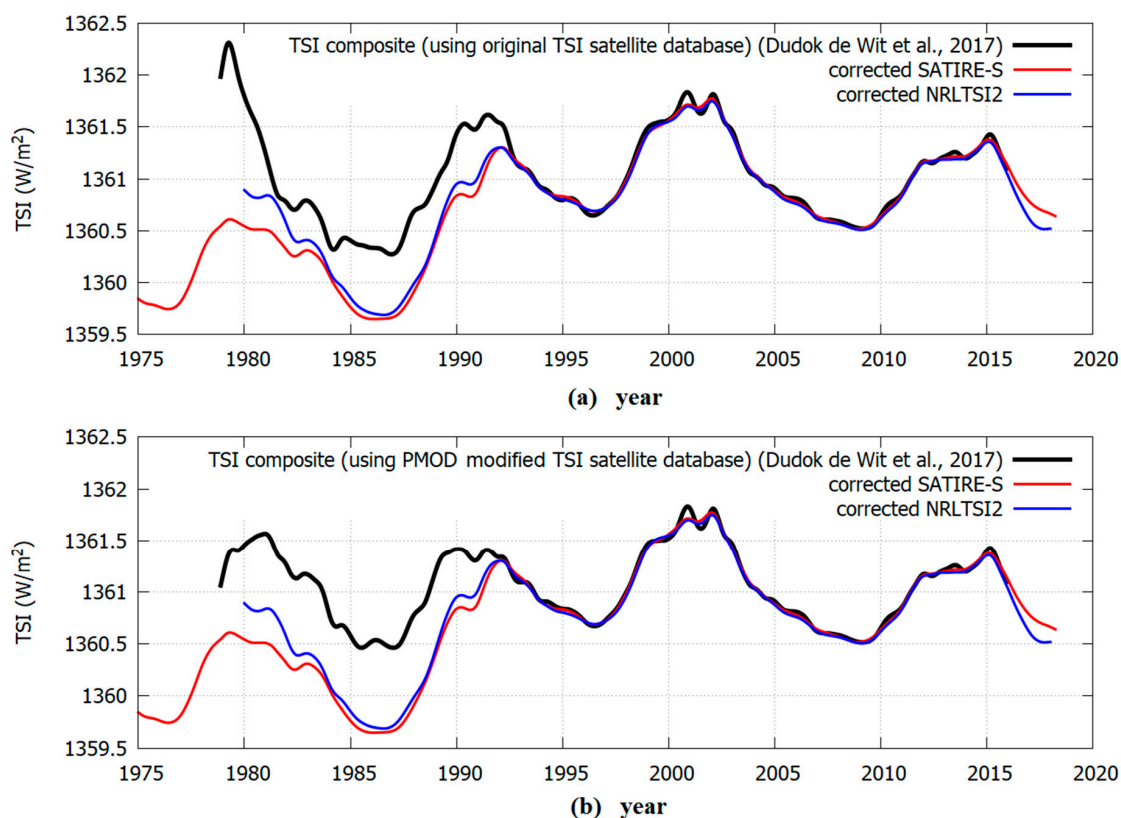 1362.5
TSI composite (using original TSI satellite database) (Dudok de Wit et al., 2017)
corrected SATIRE-S
corrected NRLTSI2
1362
1361.5
1361
1360.5
1360
1359.5
TSI (W/m²)
1975 1980 1985 1990 1995 2000 2005 2010 2015 2020
(a) year
1362.5
TSI composite (using PMOD modified TSI satellite database) (Dudok de Wit et al., 2017)
corrected SATIRE-S
corrected NRLTSI2
1362
1361.5
1361
1360.5
1360
1359.5
TSI (W/m²)
1975 1980 1985 1990 1995 2000 2005 2010 2015 2020
(b) year